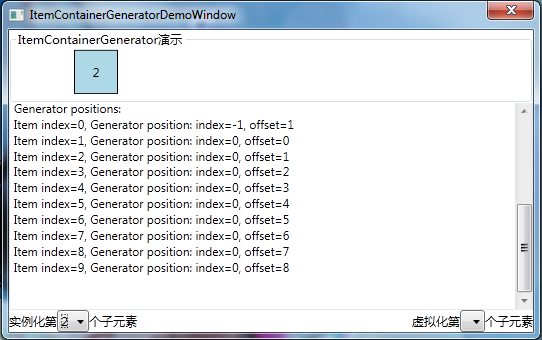 ItemContainerGeneratorDemoWindow
ItemContainerGenerator演示
2
Generator positions:
Item index=0, Generator position: index=-1, offset=1
Item index=1, Generator position: index=0, offset=0
Item index=2, Generator position: index=0, offset=1
Item index=3, Generator position: index=0, offset=2
Item index=4, Generator position: index=0, offset=3
Item index=5, Generator position: index=0, offset=4
Item index=6, Generator position: index=0, offset=5
Item index=7, Generator position: index=0, offset=6
Item index=8, Generator position: index=0, offset=7
Item index=9, Generator position: index=0, offset=8
实例化第 2 个子元素 虚拟化第 个子元素